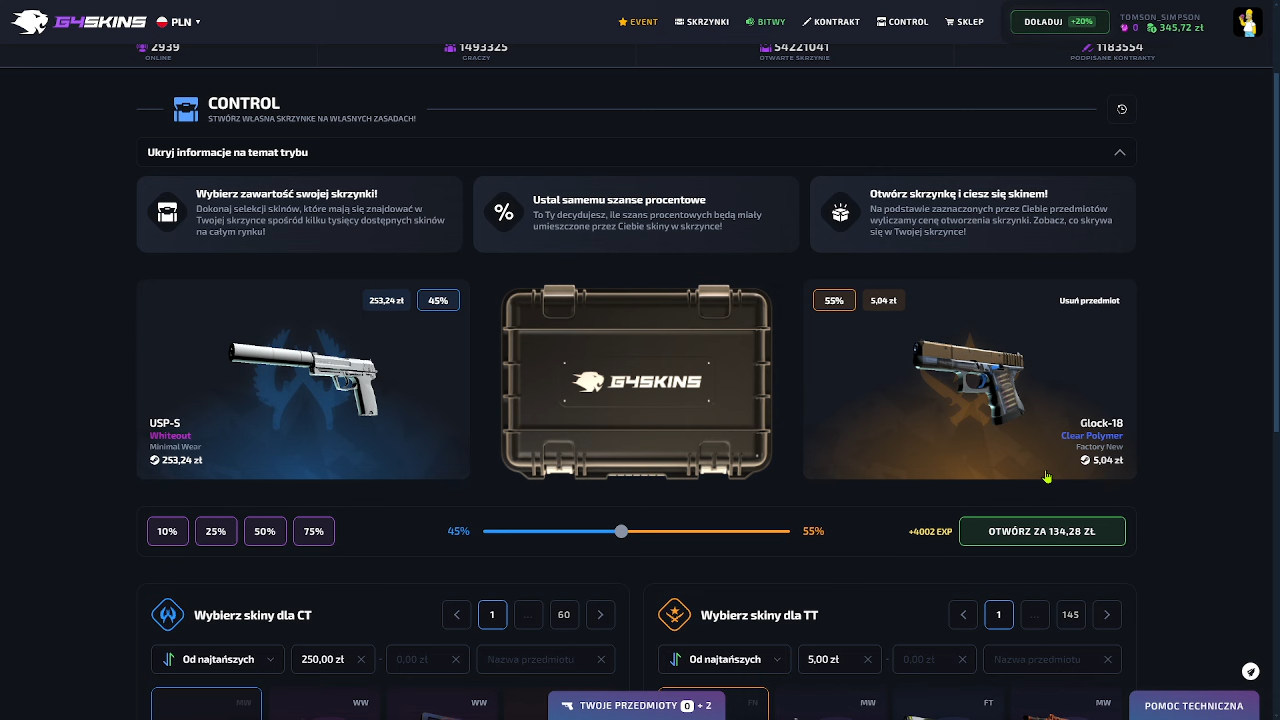 G4SKINS
PLN
EVENT
SKRZYNKI
BITWY
KONTRAKT
CONTROL
SKLEP
DOŁADUJ
+20%
TOMSON_SIMPSON
0
345,72 zł
2939
ONLINE
1493325
GRACZY
54221041
OTWARTE SKRZYNIE
1183554
PODPISANE KONTRAKTY
CONTROL
STWÓRZ WŁASNA SKRZYNKE NA WŁASNYCH ZASADACH!
Ukryj informacje na temat trybu
Wybierz zawartość swojej skrzynki!
Dokonaj selekcji skinów, które mają się znajdować w
Twojej skrzynce spośród kilku tysięcy dostępnych skinów
na całym rynku!
Ustal samemu szanse procentowe
To Ty decydujesz, ile szans procentowych będą miały
umieszczone przez Ciebie skiny w skrzynce!
Otwórz skrzynkę i ciesz się skinem!
Na podstawie zaznaczonych przez Ciebie przedmiotów
wyliczamy cenę otworzenia skrzynki. Zobacz, co skrywa
się w Twojej skrzynce!
253,24 zł
45%
USP-S
Whiteout
Minimal Wear
253,24 zł
G4SKINS
55%
5,04 zł
Usuń przedmiot
Glock-18
Clear Polymer
Factory New
5,04 zł
10%
25%
50%
75%
45%
55%
+4002 EXP
OTWÓRZ ZA 134,28 ZŁ
Wybierz skiny dla CT
1
...
60
Od najtańszych
250,00 zł
-
0,00 zł
Nazwa przedmiotu
MW
WW
WW
Wybierz skiny dla TT
1
...
145
Od najtańszych
5,00 zł
-
0,00 zł
Nazwa przedmiotu
FN
MW
FT
MW
TWOJE PRZEDMIOTY 0 + 2
POMOC TECHNICZNA